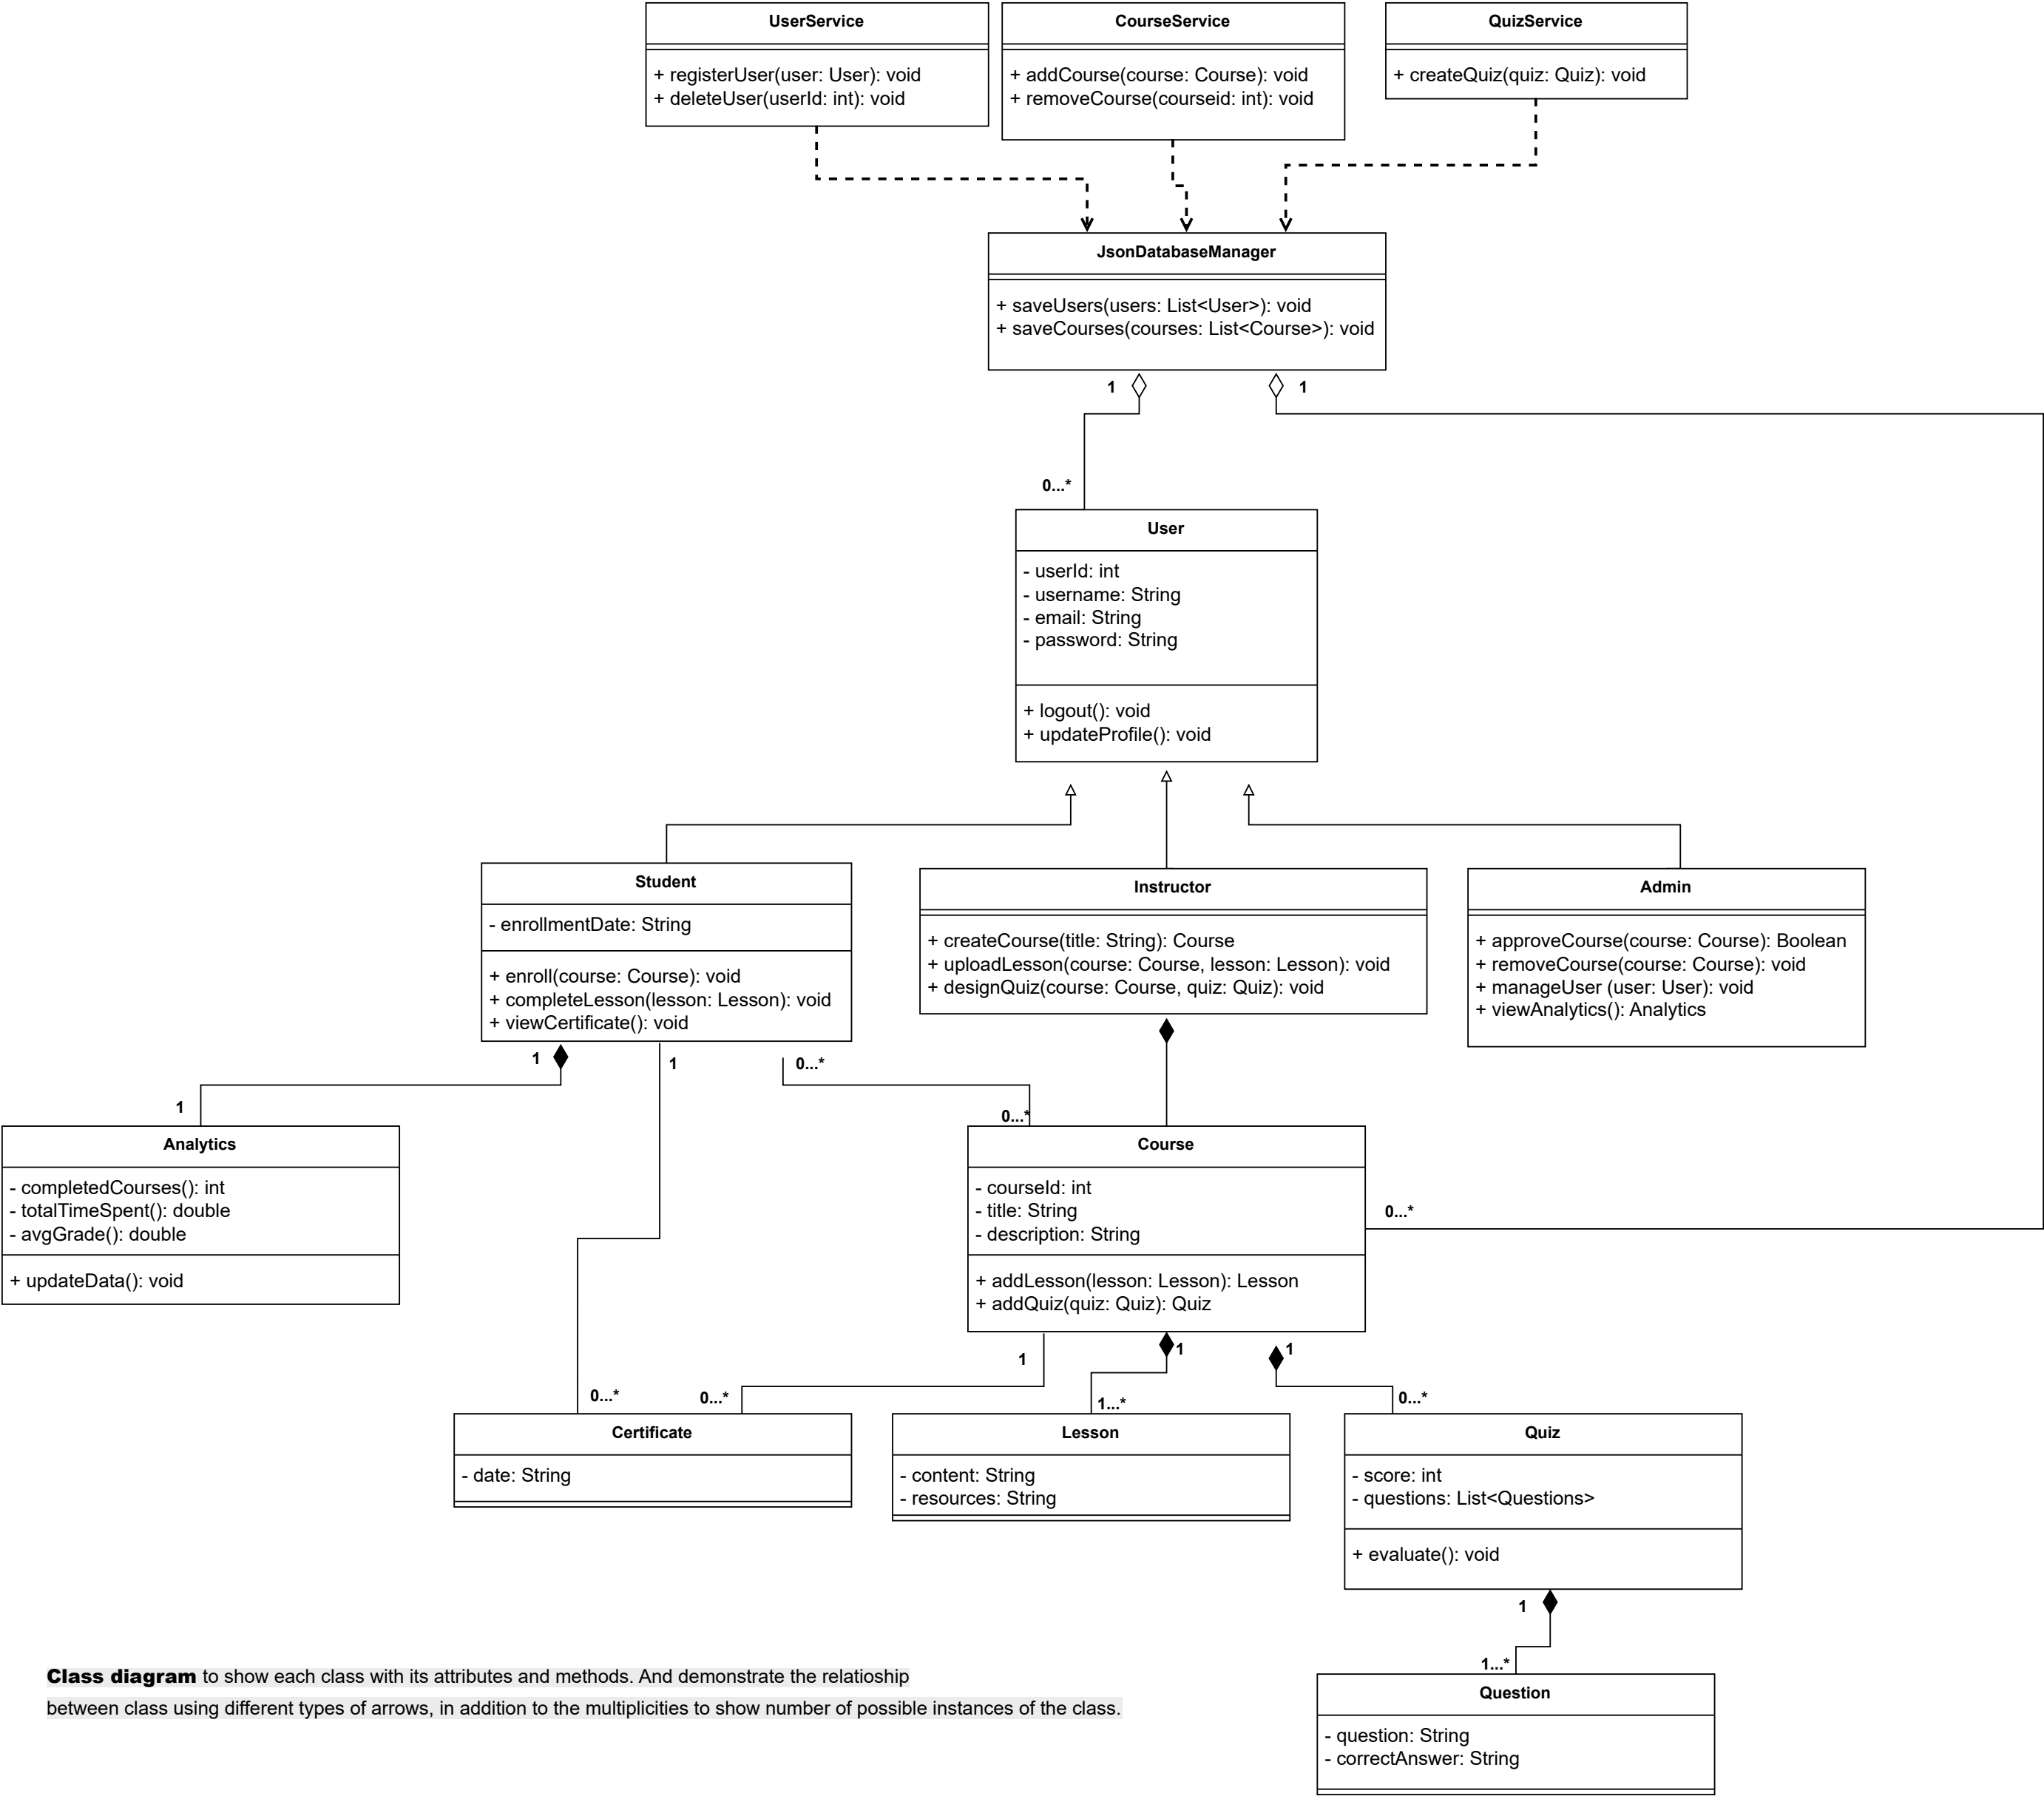 UserService
+ registerUser(user: User): void
+ deleteUser(userId: int): void
CourseService
+ addCourse(course: Course): void
+ removeCourse(courseid: int): void
QuizService
+ createQuiz(quiz: Quiz): void
JsonDatabaseManager
+ saveUsers(users: List<User>): void
+ saveCourses(courses: List<Course>): void
1
1
0...*
User
- userId: int
- username: String
- email: String
- password: String
+ logout(): void
+ updateProfile(): void
Student
- enrollmentDate: String
+ enroll(course: Course): void
+ completeLesson(lesson: Lesson): void
+ viewCertificate(): void
Instructor
+ createCourse(title: String): Course
+ uploadLesson(course: Course, lesson: Lesson): void
+ designQuiz(course: Course, quiz: Quiz): void
Admin
+ approveCourse(course: Course): Boolean
+ removeCourse(course: Course): void
+ manageUser (user: User): void
+ viewAnalytics(): Analytics
1
1
0...*
1
0...*
Analytics
- completedCourses(): int
- totalTimeSpent(): double
- avgGrade(): double
+ updateData(): void
Course
- courseId: int
- title: String
- description: String
+ addLesson(lesson: Lesson): Lesson
+ addQuiz(quiz: Quiz): Quiz
0...*
1
1
1
0...*
0...*
1...*
0...*
Certificate
- date: String
Lesson
- content: String
- resources: String
Quiz
- score: int
- questions: List<Questions>
+ evaluate(): void
1
1...*
Question
- question: String
- correctAnswer: String
Class diagram to show each class with its attributes and methods. And demonstrate the relatioship
between class using different types of arrows, in addition to the multiplicities to show number of possible instances of the class.